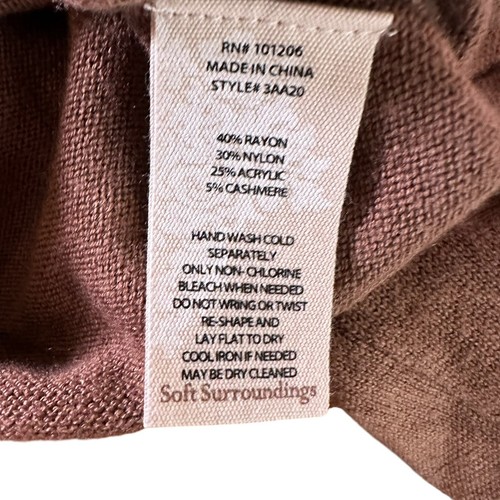 RN# 101206
MADE IN CHINA
STYLE# 3AA20
40% RAYON
30% NYLON
25% ACRYLIC
5% CASHMERE
HAND WASH COLD
SEPARATELY
ONLY NON- CHLORINE
BLEACH WHEN NEEDED
DO NOT WRING OR TWIST
RE-SHAPE AND
LAY FLAT TO DRY
COOL IRON IF NEEDED
MAY BE DRY CLEANED
Soft Surroundings